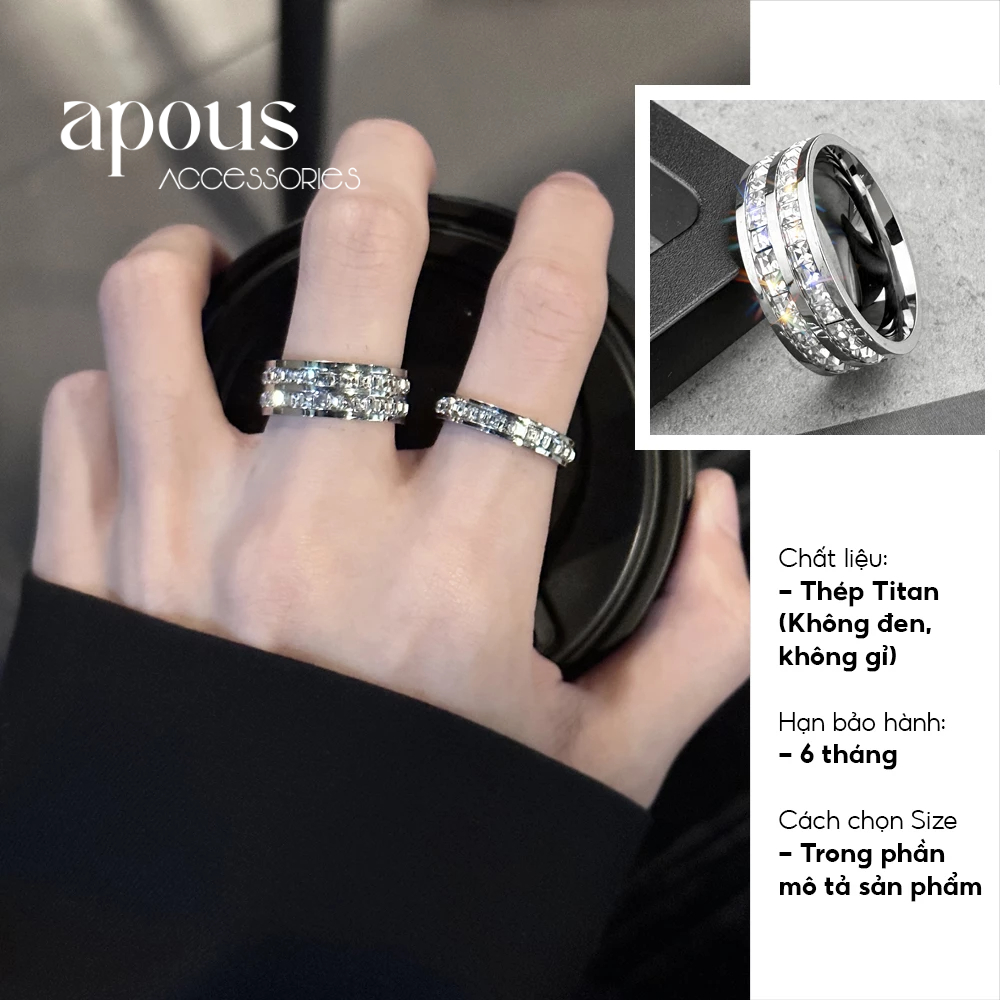 apous
ACCESSORIES
Chất liệu:
– Thép Titan
(Không đen,
không gỉ)
Hạn bảo hành:
– 6 tháng
Cách chọn Size
– Trong phần
mô tả sản phẩm